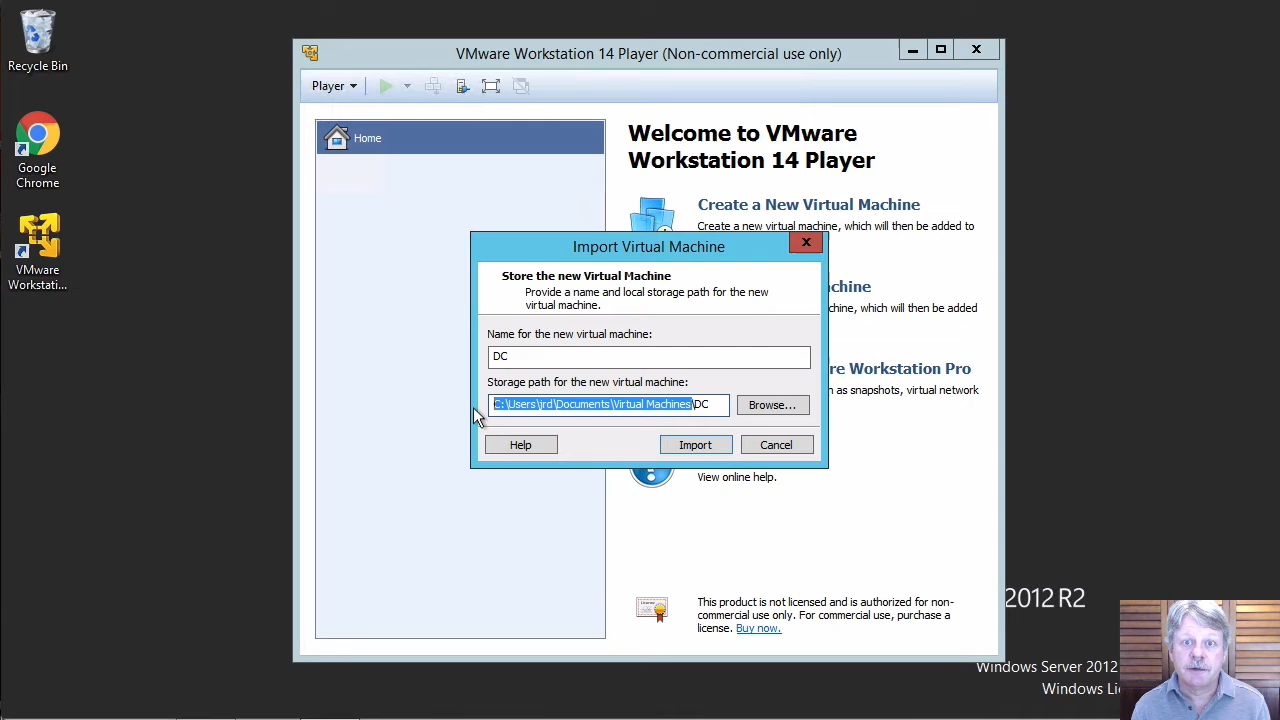 Recycle Bin
Google
Chrome
VMware
Workstati...
VMware Workstation 14 Player (Non-commercial use only)
Player
Home
Welcome to VMware
Workstation 14 Player
Create a New Virtual Machine
Create a new virtual machine, which will then be added to
chine
chine, which will then be added
re Workstation Pro
n as snapshots, virtual network
View online help.
This product is not licensed and is authorized for non-
commercial use only. For commercial use, purchase a
license. Buy now.
Import Virtual Machine
Store the new Virtual Machine
Provide a name and local storage path for the new
virtual machine.
Name for the new virtual machine:
DC
Storage path for the new virtual machine:
C:\Users\jrd\Documents\Virtual Machines\DC
Browse...
Help
Import
Cancel
2012 R2
Windows Server 2012
Windows Li